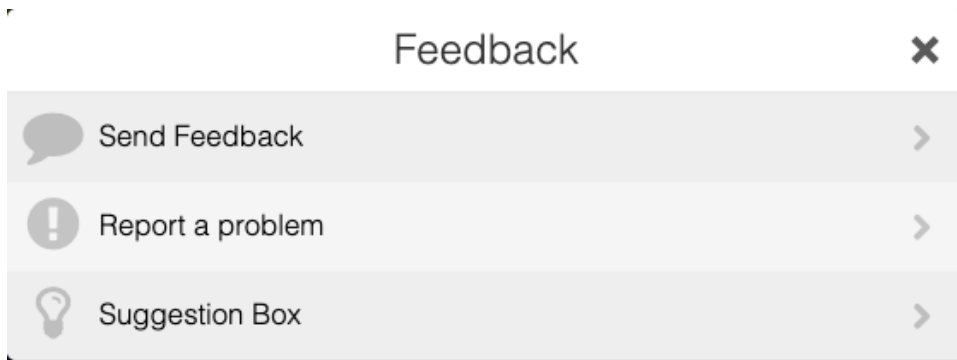 Feedback
Send Feedback
Report a problem
Suggestion Box